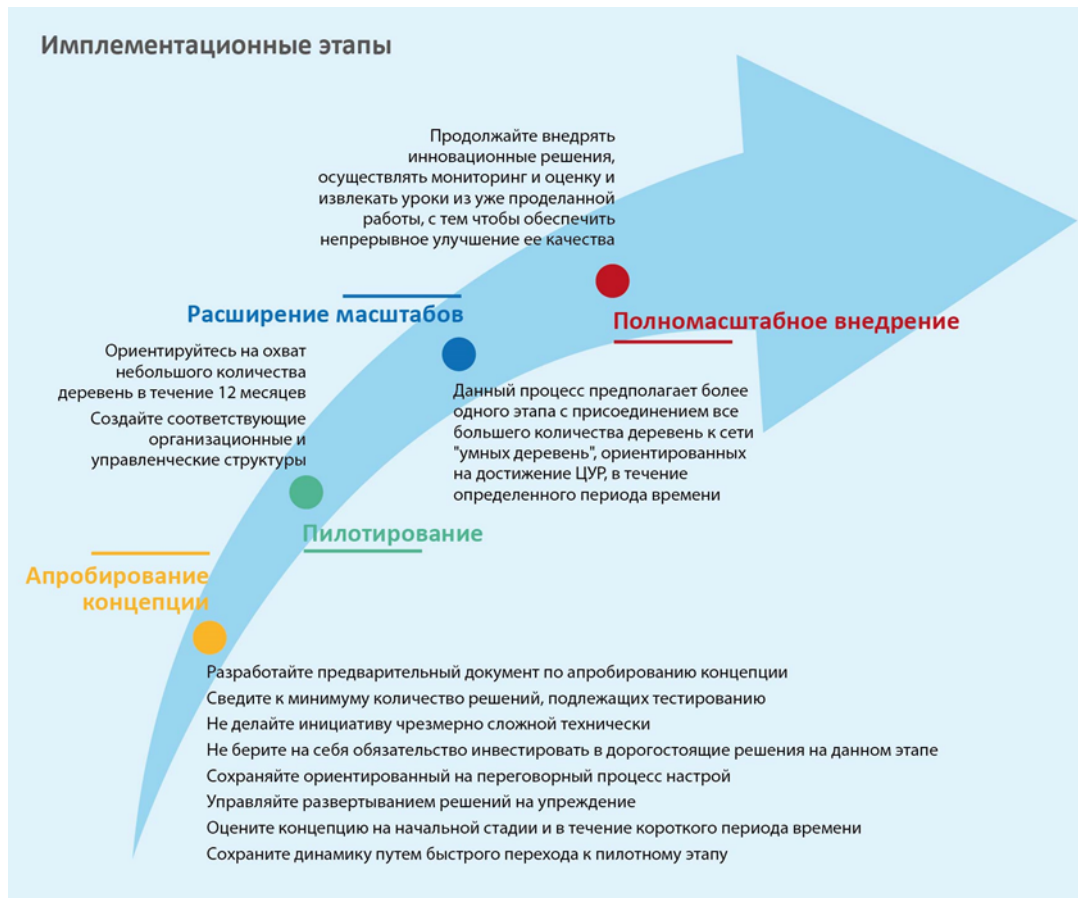 Имплементационные этапы
Продолжайте внедрять
инновационные решения,
осуществлять мониторинг и оценку и
извлекать уроки из уже проделанной
работы, с тем чтобы обеспечить
непрерывное улучшение ее качества
Полномасштабное внедрение
Расширение масштабов
Данный процесс предполагает более
одного этапа с присоединением все
большего количества деревень к сети
"умных деревень", ориентированных
на достижение ЦУР, в течение
определенного периода времени
Ориентируйтесь на охват
небольшого количества
деревень в течение 12 месяцев
Создайте соответствующие
организационные и
управленческие структуры
Пилотирование
Апробирование
концепции
Разработайте предварительный документ по апробированию концепции
Сведите к минимуму количество решений, подлежащих тестированию
Не делайте инициативу чрезмерно сложной технически
Не берите на себя обязательство инвестировать в дорогостоящие решения на данном этапе
Сохраняйте ориентированный на переговорный процесс настрой
Управляйте развертыванием решений на упреждение
Оцените концепцию на начальной стадии и в течение короткого периода времени
Сохраните динамику путем быстрого перехода к пилотному этапу